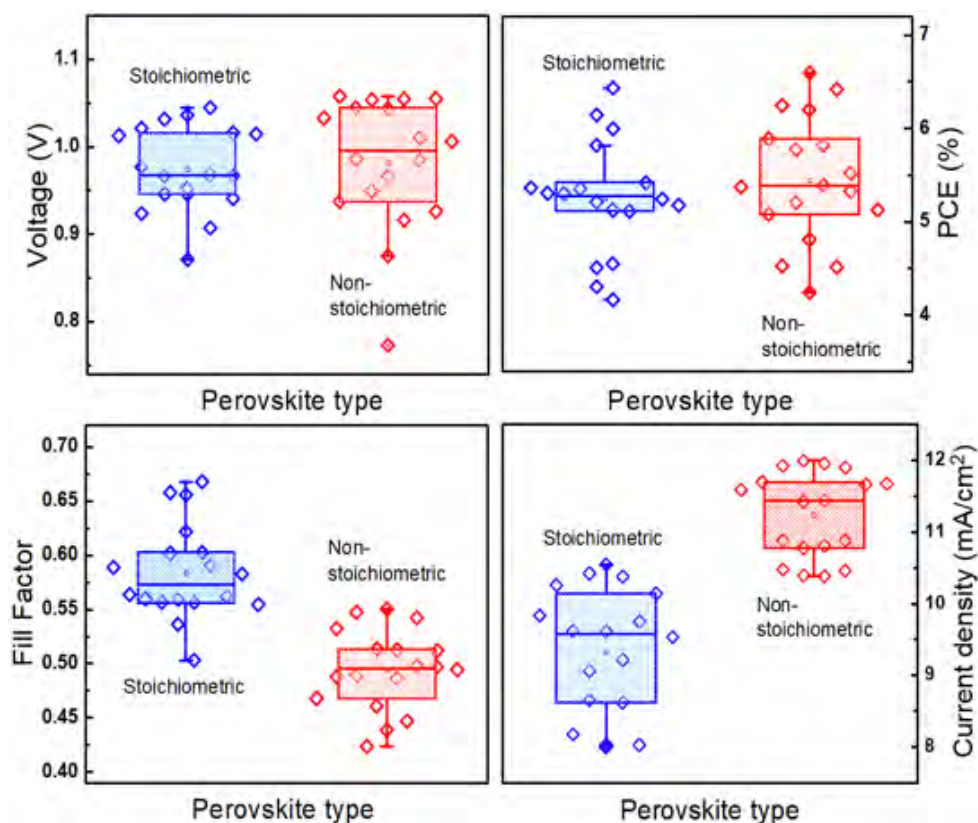 Voltage (V)
1.1
1.0
0.9
0.8
Stoichiometric
Non-
stoichiometric
Perovskite type
PCE (%)
7
6
5
4
Stoichiometric
Non-
stoichiometric
Perovskite type
Fill Factor
0.70
0.65
0.60
0.55
0.50
0.45
0.40
Stoichiometric
Non-
stoichiometric
Perovskite type
Current density (mA/cm²)
12
11
10
9
8
Stoichiometric
Non-
stoichiometric
Perovskite type